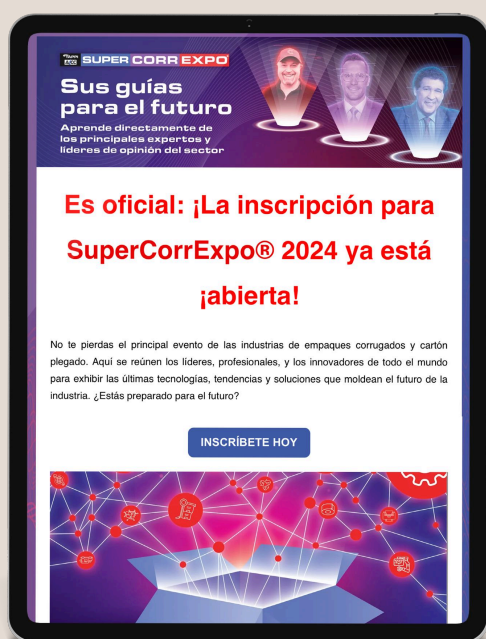 SUPER CORR EXPO
Sus guías
para el futuro
Aprende directamente de
los principales expertos y
líderes de opinión del sector
Es oficial: ¡La inscripción para
SuperCorrExpo® 2024 ya está
¡abierta!
No te pierdas el principal evento de las industrias de empaques corrugados y cartón
plegado. Aquí se reúnen los líderes, profesionales, y los innovadores de todo el mundo
para exhibir las últimas tecnologías, tendencias y soluciones que moldean el futuro de la
industria. ¿Estás preparado para el futuro?
INSCRÍBETE HOY